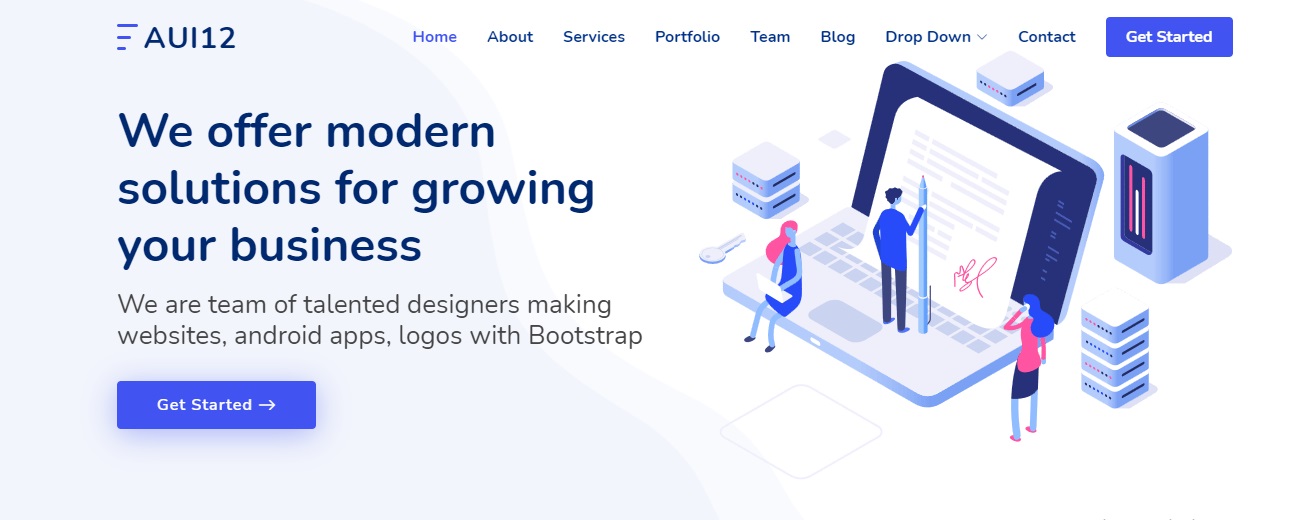 AUI12
Home About Services Portfolio Team Blog Drop Down Contact Get Started
We offer modern
solutions for growing
your business
We are team of talented designers making
websites, android apps, logos with Bootstrap
Get Started →